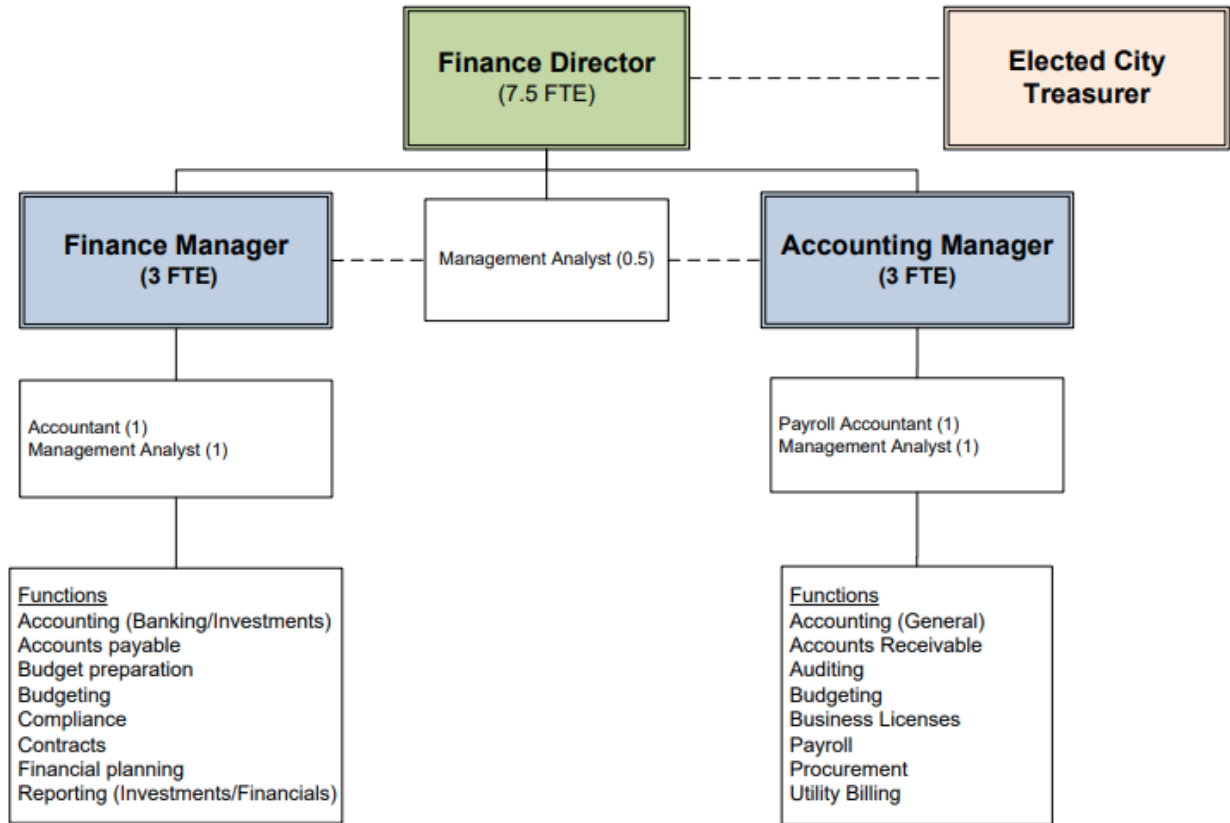 Finance Director
(7.5 FTE)
Elected City
Treasurer
Finance Manager
(3 FTE)
Management Analyst (0.5)
Accounting Manager
(3 FTE)
Accountant (1)
Management Analyst (1)
Payroll Accountant (1)
Management Analyst (1)
Functions
Accounting (Banking/Investments)
Accounts payable
Budget preparation
Budgeting
Compliance
Contracts
Financial planning
Reporting (Investments/Financials)
Functions
Accounting (General)
Accounts Receivable
Auditing
Budgeting
Business Licenses
Payroll
Procurement
Utility Billing